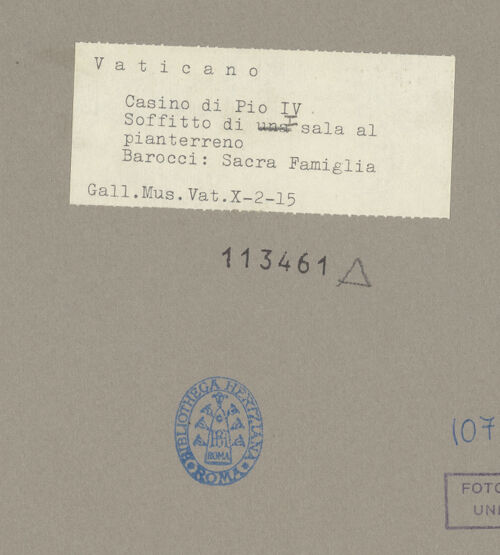 Vaticano
Casino di Pio IV
Soffitto di una I sala al
pianterreno
Barocci: Sacra Famiglia
Gall.Mus.Vat.X-2-15
113461
BIBLIOTHECA HERTZIANA
ROMA
ROMA
107
FOTO
UNI